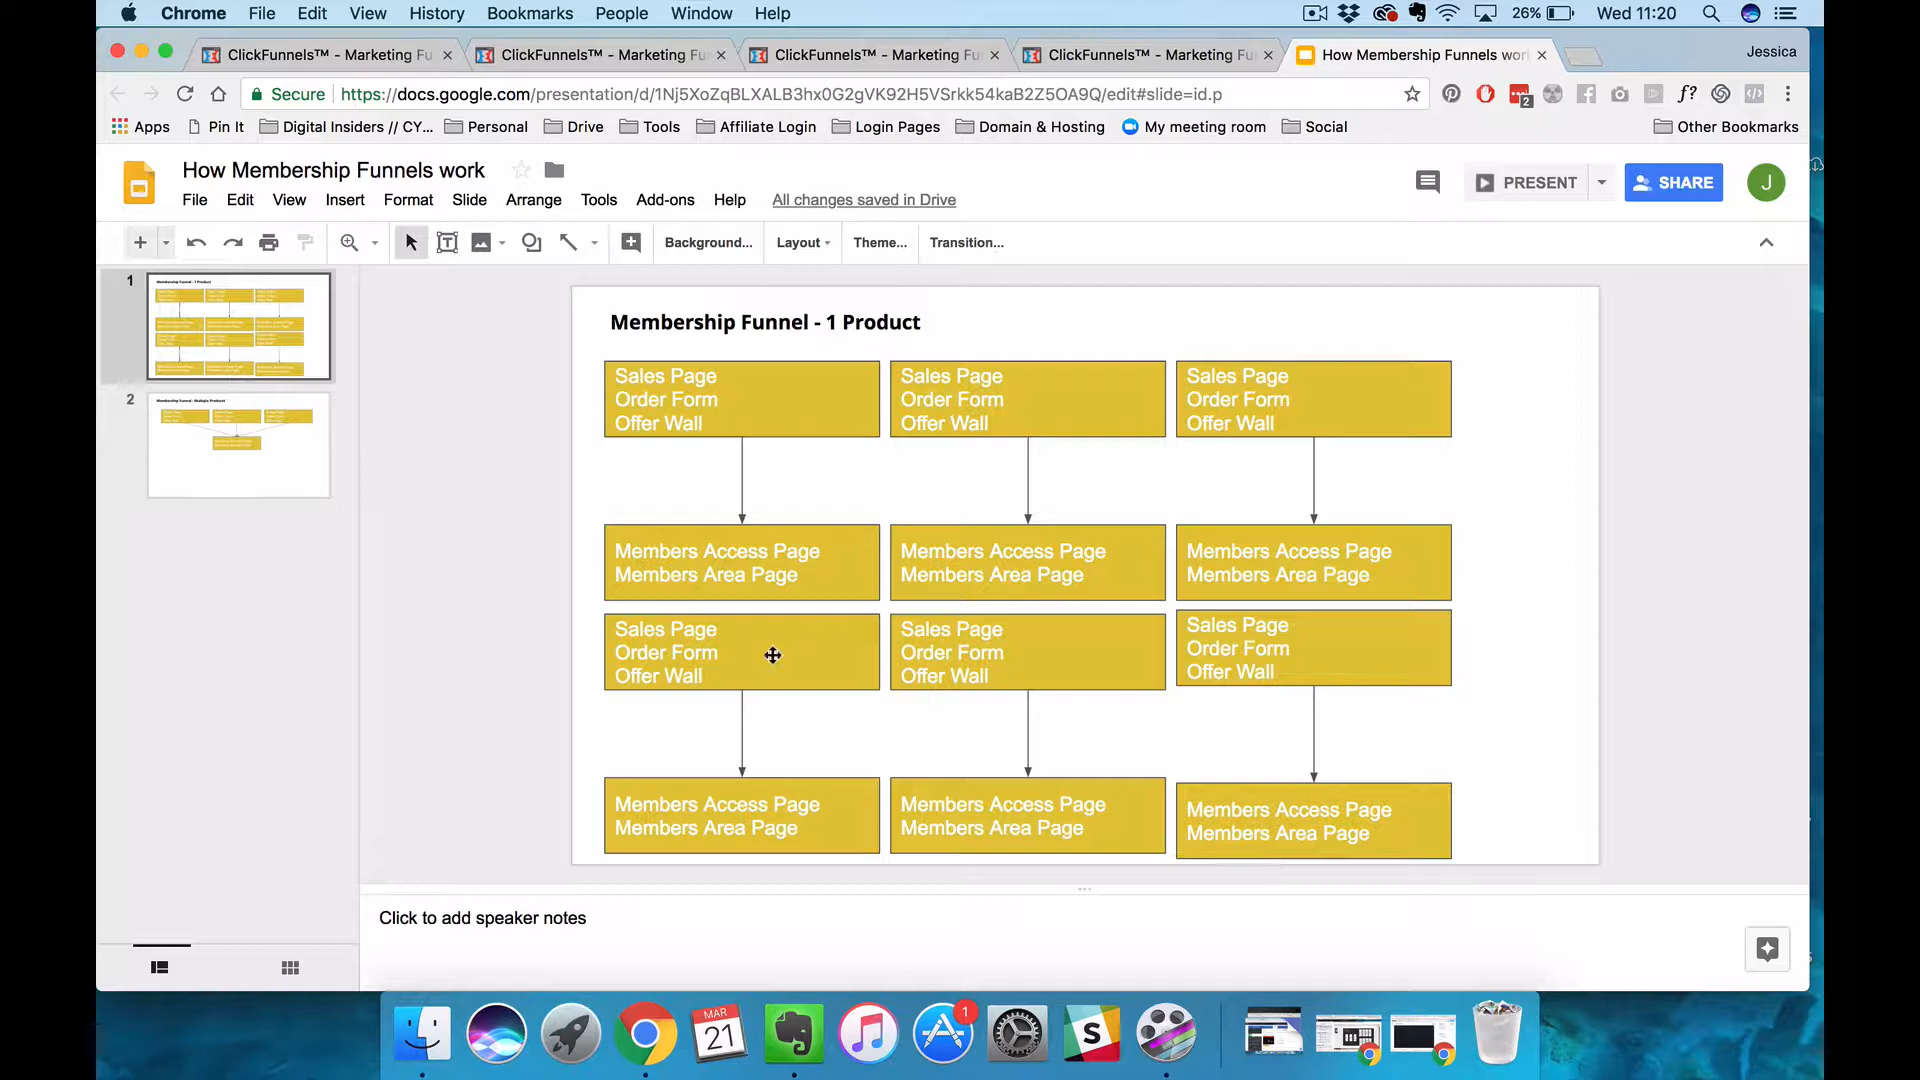 Chrome File Edit View History Bookmarks People Window Help 26% Wed 11:20
ClickFunnels™ - Marketing Fu ClickFunnels™ - Marketing Fu ClickFunnels™ - Marketing Fu ClickFunnels™ - Marketing Fu How Membership Funnels wor Jessica
Secure https://docs.google.com/presentation/d/1Nj5XoZqBLXALB3hx0G2gVK92H5VSrkk54kaB2Z5OA9Q/edit#slide=id.p 2 f?
Apps Pin It Digital Insiders // CY... Personal Drive Tools Affiliate Login Login Pages Domain & Hosting My meeting room Social Other Bookmarks
How Membership Funnels work
File Edit View Insert Format Slide Arrange Tools Add-ons Help All changes saved in Drive
PRESENT SHARE J
Background... Layout Theme... Transition...
1
Membership Funnel - 1 Product
2
Membership Funnel - Multiple Products
Membership Funnel - 1 Product
Sales Page
Order Form
Offer Wall
Sales Page
Order Form
Offer Wall
Sales Page
Order Form
Offer Wall
Members Access Page
Members Area Page
Members Access Page
Members Area Page
Members Access Page
Members Area Page
Sales Page
Order Form
Offer Wall
Sales Page
Order Form
Offer Wall
Sales Page
Order Form
Offer Wall
Members Access Page
Members Area Page
Members Access Page
Members Area Page
Members Access Page
Members Area Page
Click to add speaker notes
MAR
21
1
S